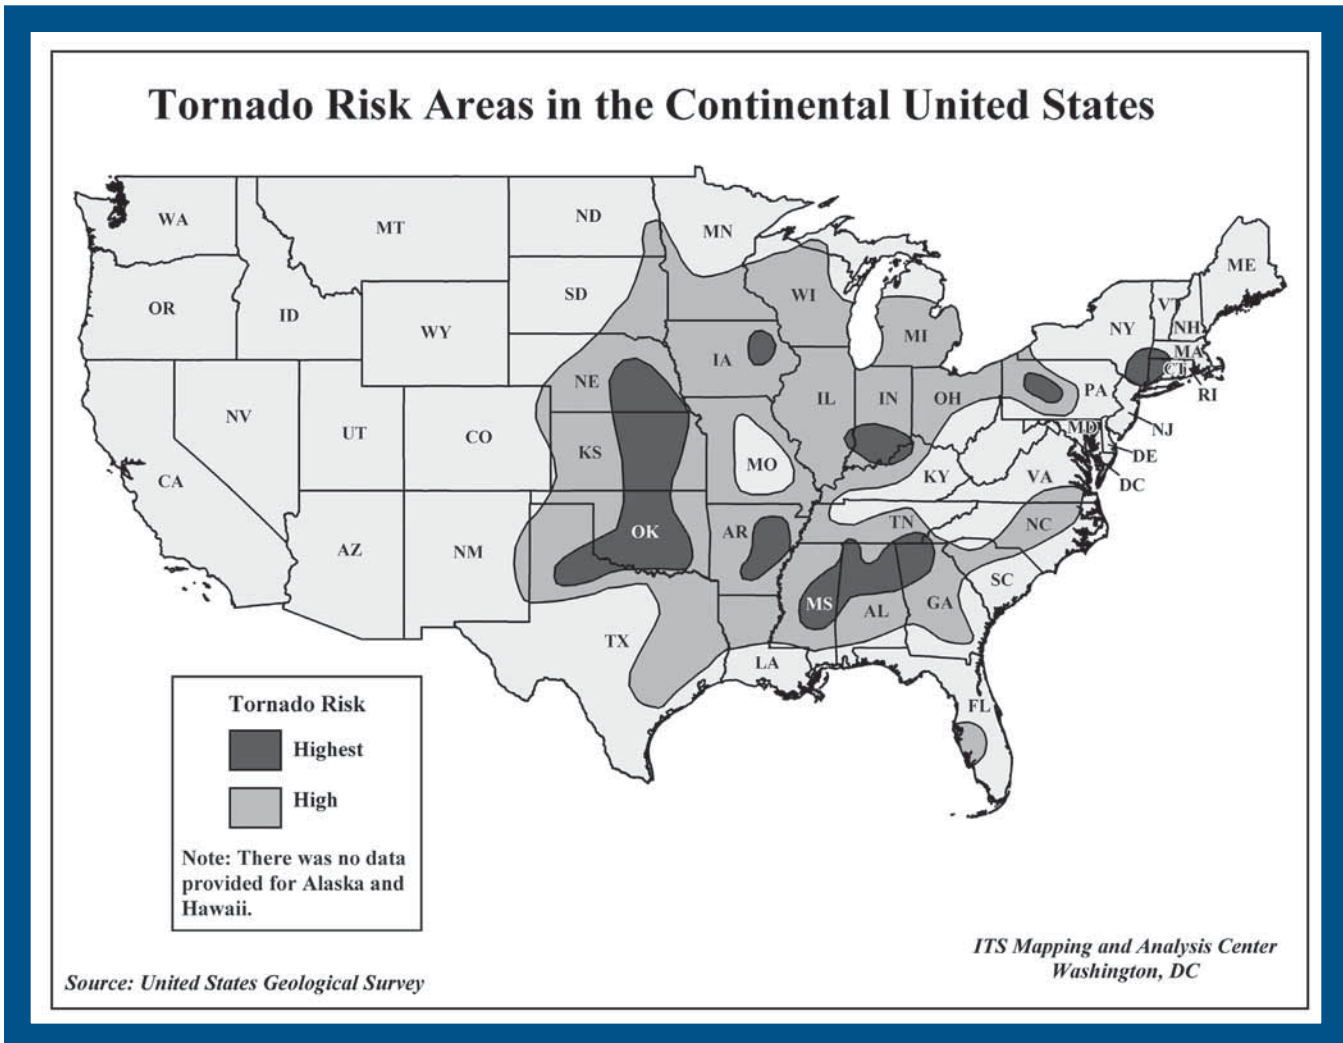 Tornado Risk Areas in the Continental United States
WA
MT
ND
MN
ME
OR
ID
SD
WI
VT
NH
NY
WY
MI
MA
IA
CT
RI
NE
PA
NV
UT
CO
IL
IN
OH
NJ
KS
MO
MD
DE
CA
KY
VA
DC
AZ
NM
OK
AR
TN
NC
SC
MS
AL
GA
TX
LA
FL
Tornado Risk
Highest
High
Note: There was no data
provided for Alaska and
Hawaii.
ITS Mapping and Analysis Center
Washington, DC
Source: United States Geological Survey